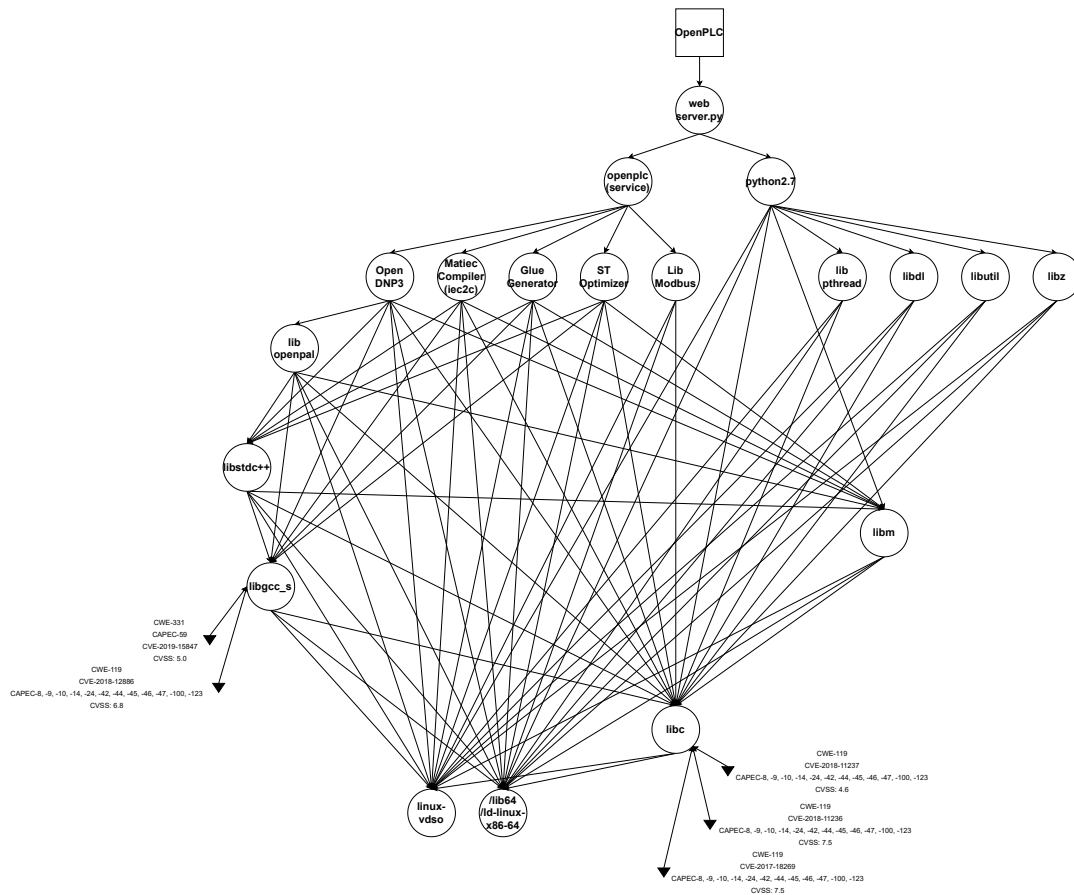 OpenPLC
web
server.py
openplc
(service)
python2.7
Open
DNP3
Matiec
Compiler
(iec2c)
Glue
Generator
ST
Optimizer
Lib
Modbus
lib
pthread
libdl
libutil
libz
lib
openpal
libstdc++
libm
libgcc_s
CWE-331
CAPEC-59
CVE-2019-15847
CVSS: 5.0
CWE-119
CVE-2018-12886
CAPEC-8, -9, -10, -14, -24, -42, -44, -45, -46, -47, -100, -123
CVSS: 6.8
libc
CWE-119
CVE-2018-11237
CAPEC-8, -9, -10, -14, -24, -42, -44, -45, -46, -47, -100, -123
CVSS: 4.6
linux-
vdso
/lib64
/ld-linux-
x86-64
CWE-119
CVE-2018-11236
CAPEC-8, -9, -10, -14, -24, -42, -44, -45, -46, -47, -100, -123
CVSS: 7.5
CWE-119
CVE-2017-18269
CAPEC-8, -9, -10, -14, -24, -42, -44, -45, -46, -47, -100, -123
CVSS: 7.5